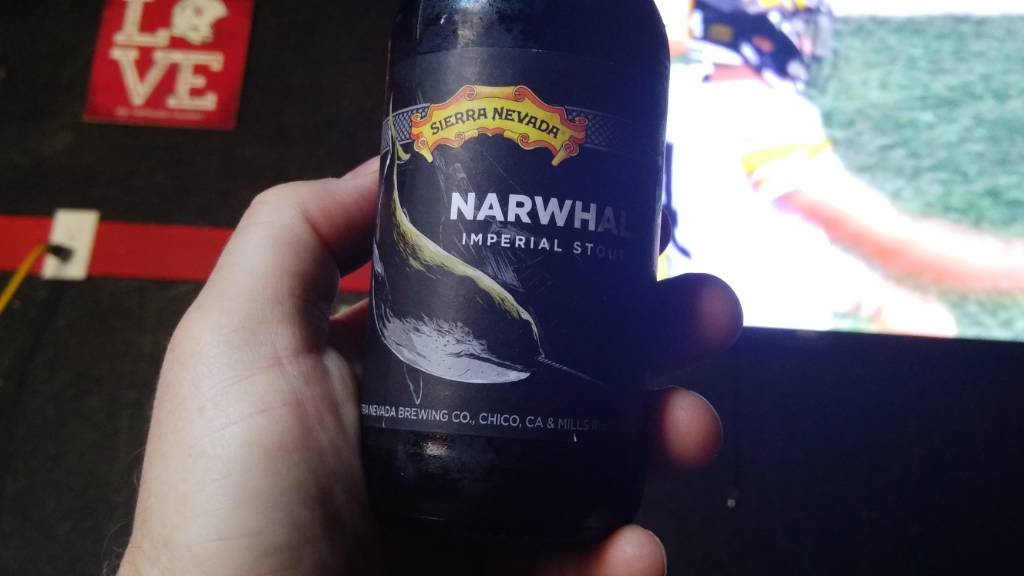 LOVE
SIERRA NEVADA
NARWHAL
IMPERIAL STOUT
NEVADA BREWING CO., CHICO, CA & MILLS